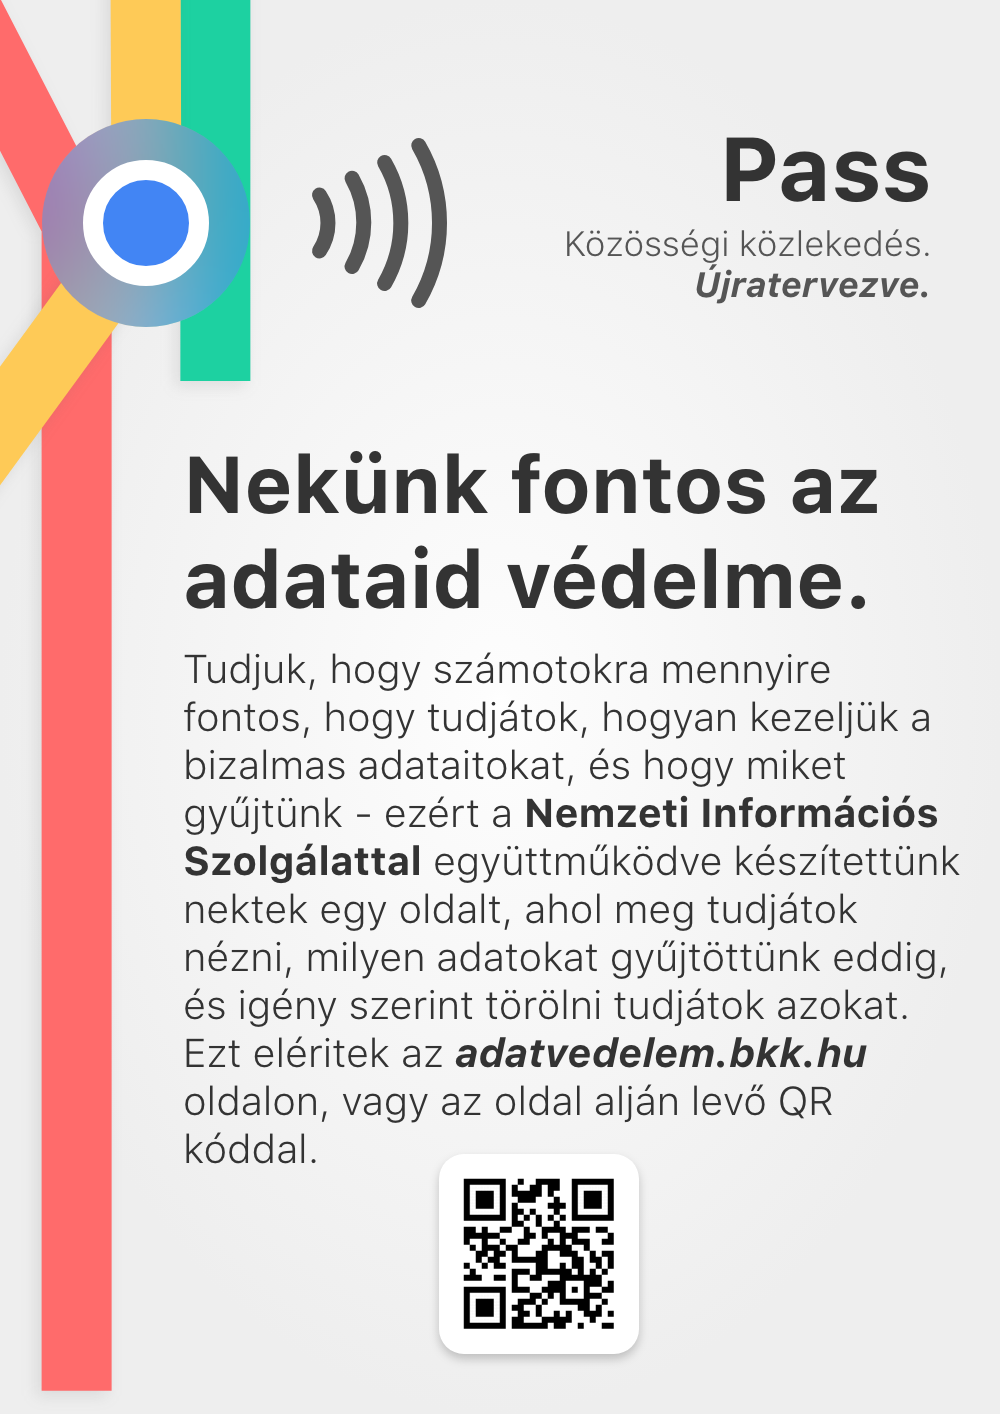 Pass
Közösségi közlekedés.
Újratervezve.
Nekünk fontos az
adataid védelme.
Tudjuk, hogy számotokra mennyire
fontos, hogy tudjátok, hogyan kezeljük a
bizalmas adataitokat, és hogy miket
gyűjtünk - ezért a Nemzeti Információs
Szolgálattal együttműködve készítettünk
nektek egy oldalt, ahol meg tudjátok
nézni, milyen adatokat gyűjtöttünk eddig,
és igény szerint törölni tudjátok azokat.
Ezt eléritek az adatvedelem.bkk.hu
oldalon, vagy az oldal alján levő QR
kóddal.